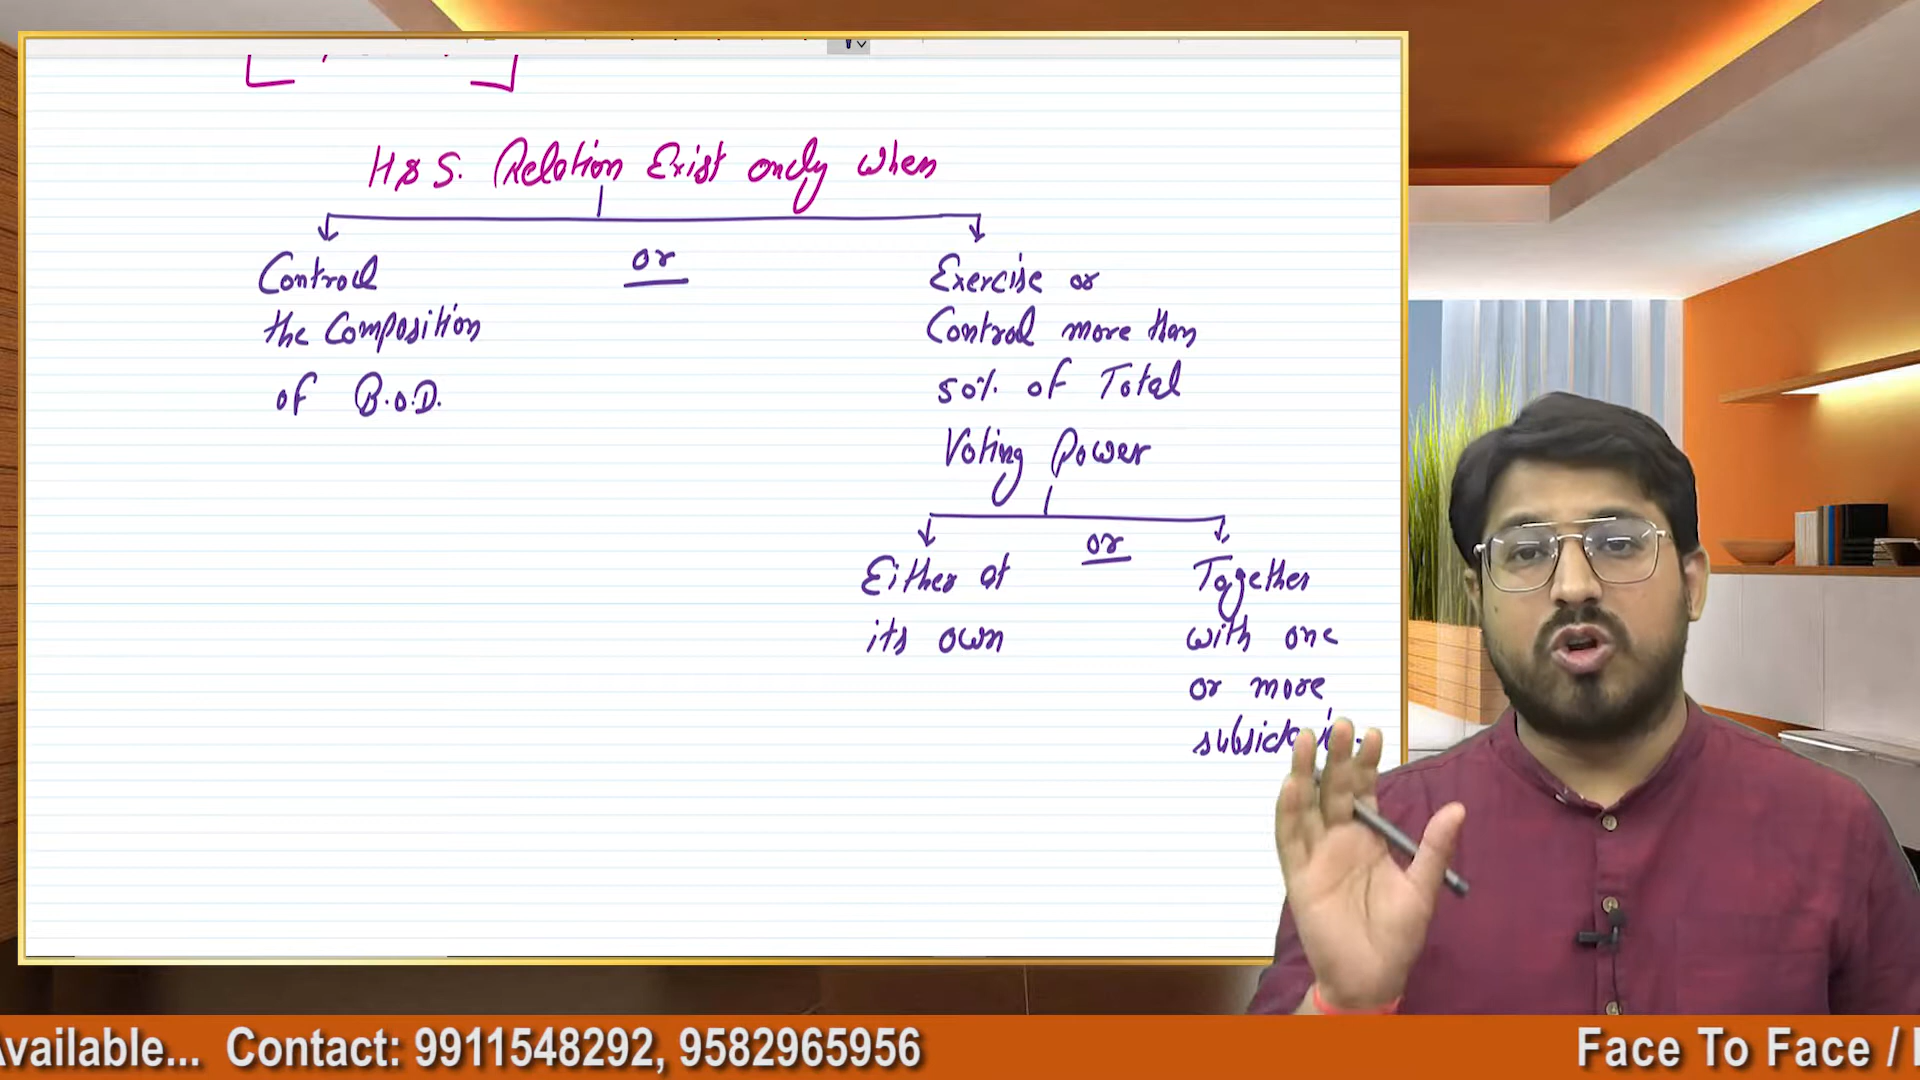 H & S. Relation Exist only when
Control
the Composition
of B.O.D.
or
Exercise or
Control more than
50% of Total
Voting Power
Either at
its own
or
Together
with one
or more
Available... Contact: 9911548292, 9582965956
Face To Face /